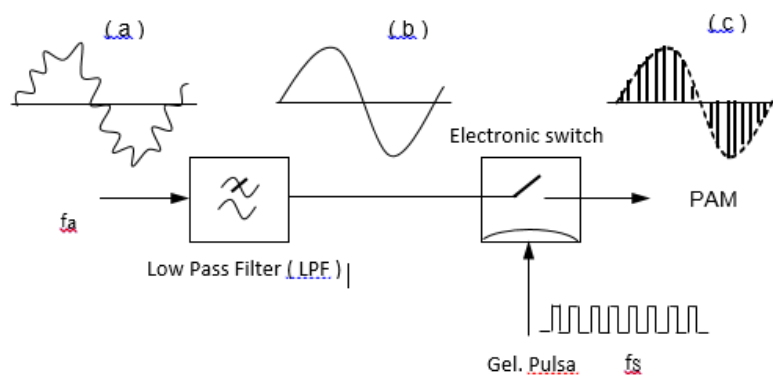 ( a )
( b )
( c )
Electronic switch
fa
PAM
Low Pass Filter ( LPF )
Gel. Pulsa fs